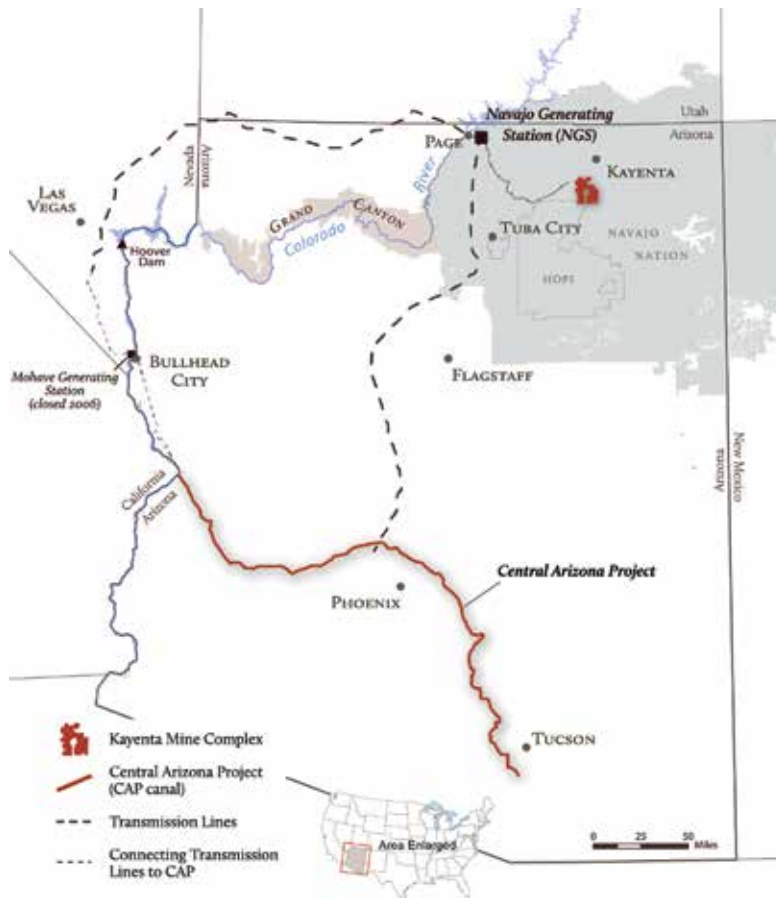 Utah
Arizona
Navajo Generating
Station (NGS)
PAGE
KAYENTA
Nevada
Arizona
LAS
VEGAS
River
GRAND
CANYON
Colorado
TUBA CITY
NAVAJO
NATION
HOPI
Hoover
Dam
BULLHEAD
CITY
Mohave Generating
Station
(closed 2006)
FLAGSTAFF
New Mexico
Arizona
California
Arizona
Central Arizona Project
PHOENIX
TUCSON
Kayenta Mine Complex
Central Arizona Project
(CAP canal)
Transmission Lines
Connecting Transmission
Lines to CAP
Area Enlarged
0 25 50
Miles